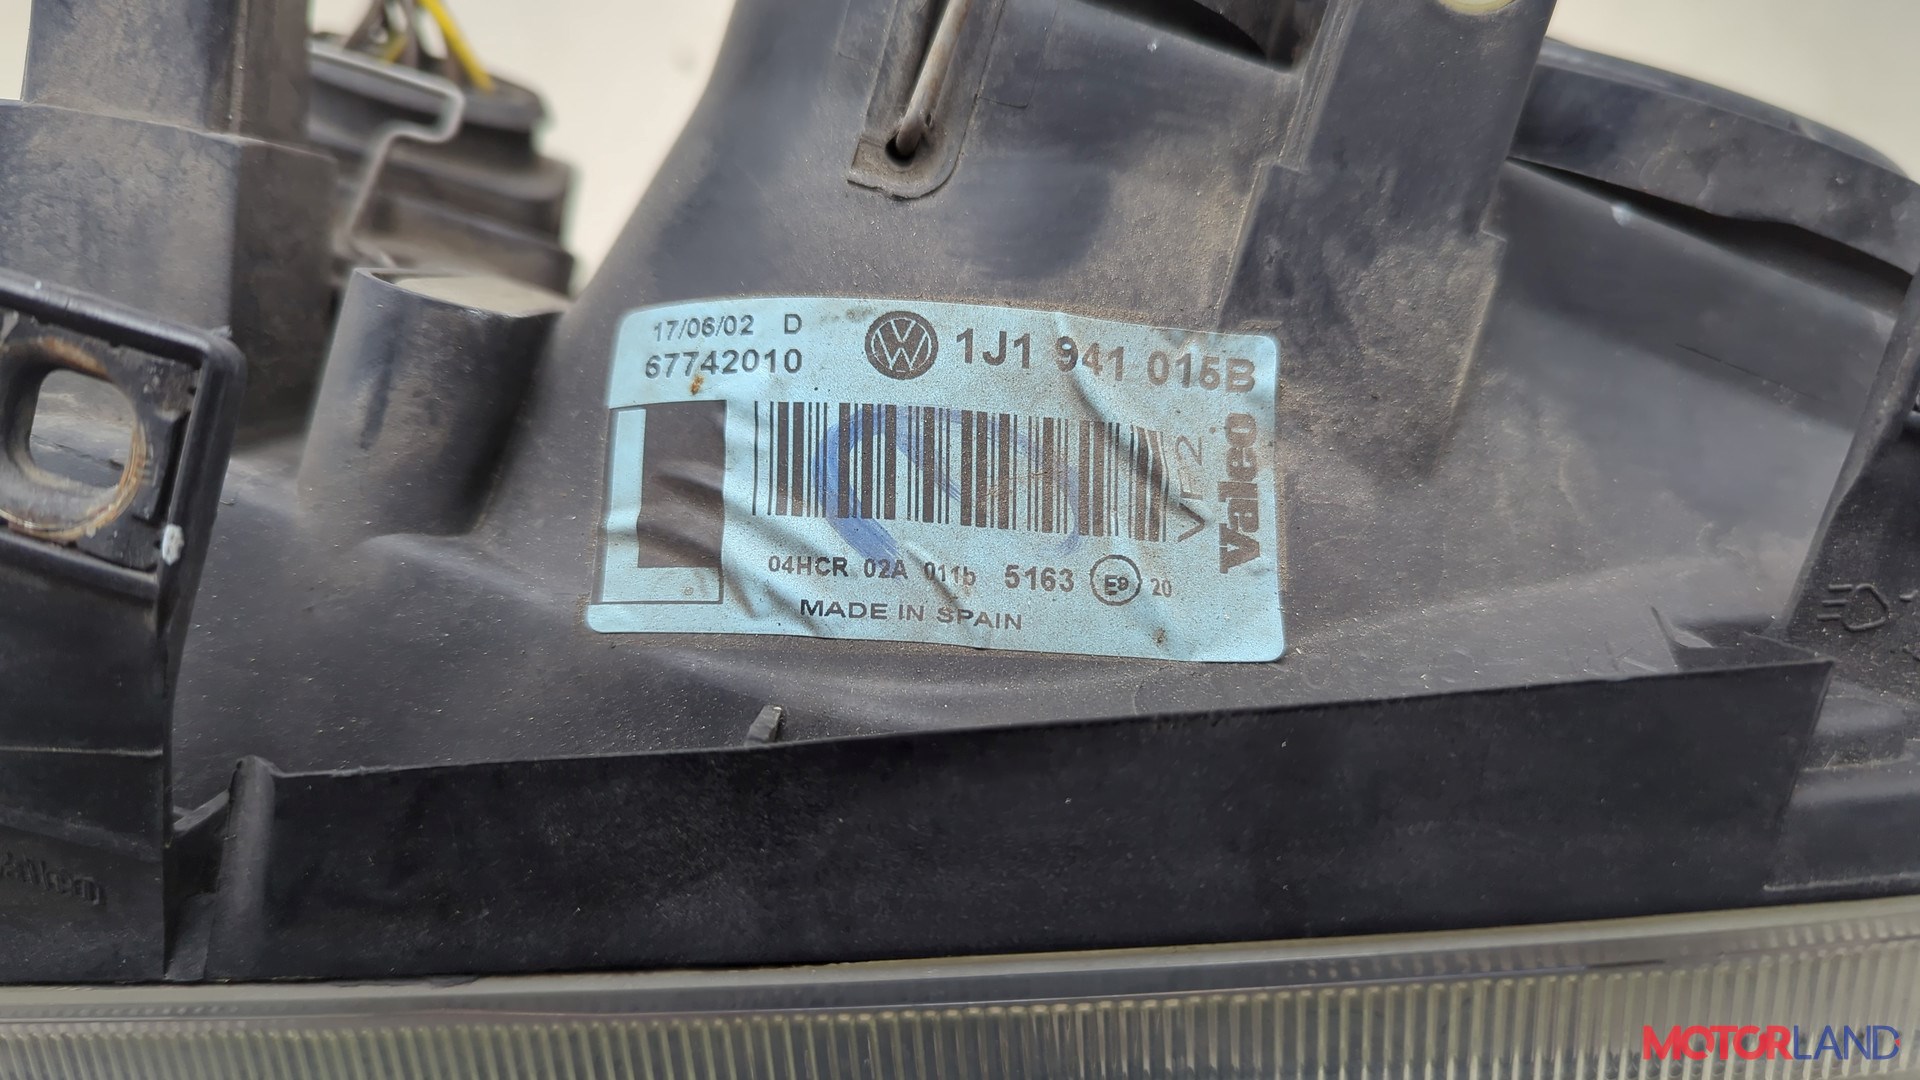 17/06/02 D
67742010
1J1 941 015B
L
VF2
Valeo
04HCR 02A 011b 5163 E9 20
MADE IN SPAIN
Valeo
MOTORLAND